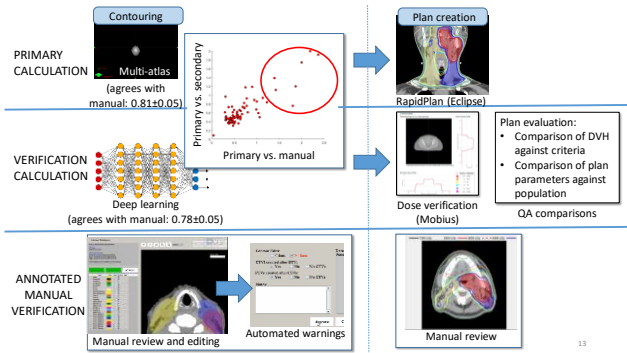 Contouring
Plan creation
PRIMARY
CALCULATION
Multi-atlas
(agrees with
manual: 0.81±0.05)
Primary vs. secondary
Primary vs. manual
RapidPlan (Eclipse)
VERIFICATION
CALCULATION
Deep learning
(agrees with manual: 0.78±0.05)
Dose verification
(Mobius)
Plan evaluation:
• Comparison of DVH
against criteria
• Comparison of plan
parameters against
population
QA comparisons
ANNOTATED
MANUAL
VERIFICATION
Manual review and editing
Automated warnings
Manual review
13